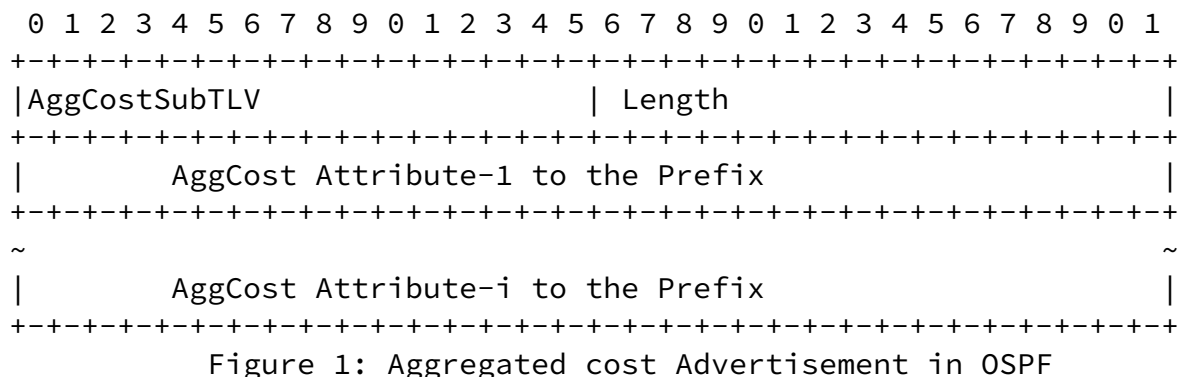 0 1 2 3 4 5 6 7 8 9 0 1 2 3 4 5 6 7 8 9 0 1 2 3 4 5 6 7 8 9 0 1
+-+-+-+-+-+-+-+-+-+-+-+-+-+-+-+-+-+-+-+-+-+-+-+-+-+-+-+-+-+-+-+-+
|AggCostSubTLV                  | Length                        |
+-+-+-+-+-+-+-+-+-+-+-+-+-+-+-+-+-+-+-+-+-+-+-+-+-+-+-+-+-+-+-+-+
|        AggCost Attribute-1 to the Prefix                      |
+-+-+-+-+-+-+-+-+-+-+-+-+-+-+-+-+-+-+-+-+-+-+-+-+-+-+-+-+-+-+-+-+
~                                                               ~
|        AggCost Attribute-i to the Prefix                      |
+-+-+-+-+-+-+-+-+-+-+-+-+-+-+-+-+-+-+-+-+-+-+-+-+-+-+-+-+-+-+-+-+
           Figure 1: Aggregated cost Advertisement in OSPF